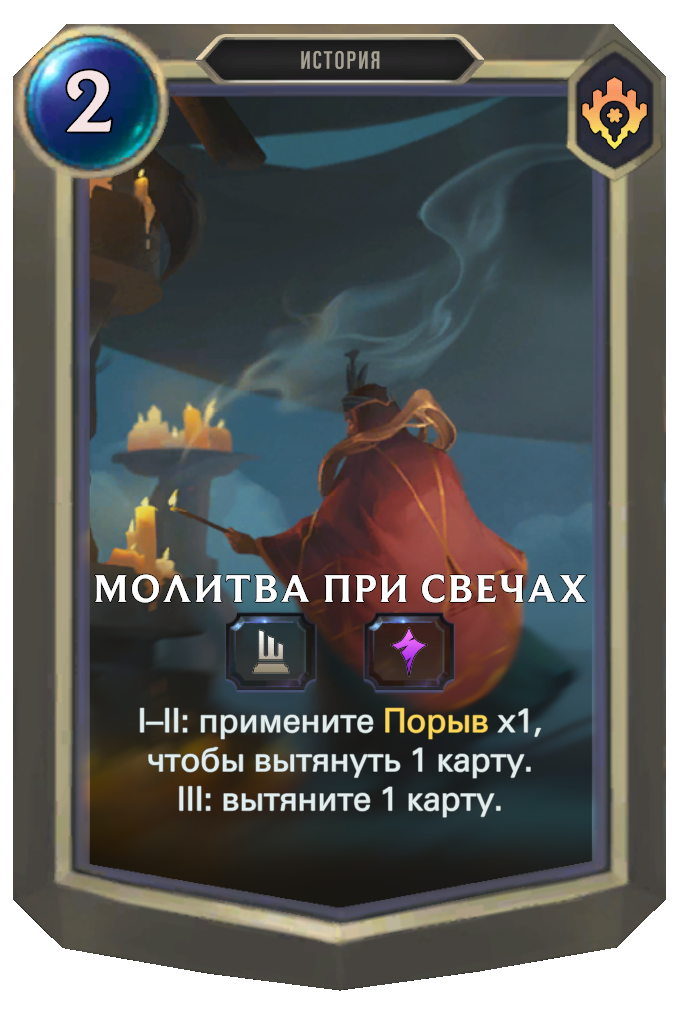 ИСТОРИЯ
2
МОЛИТВА ПРИ СВЕЧАХ
I–II: примените Порыв x1,
чтобы вытянуть 1 карту.
III: вытяните 1 карту.